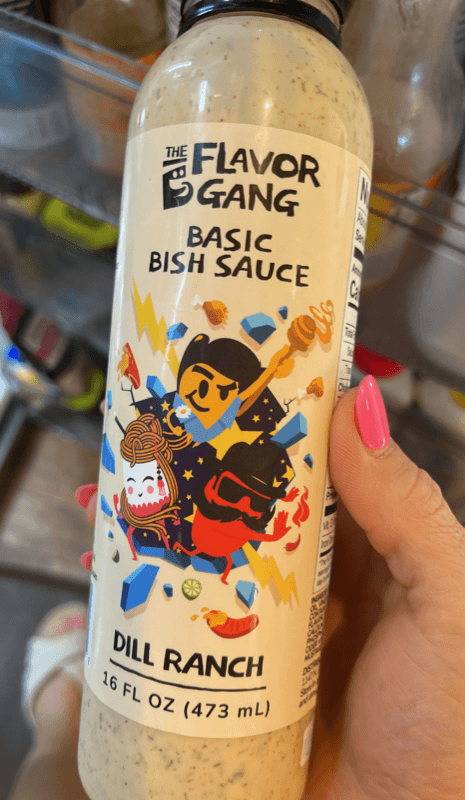 THE
FLAVOR
GANG
BASIC
BISH SAUCE
DILL RANCH
16 FL OZ (473 mL)